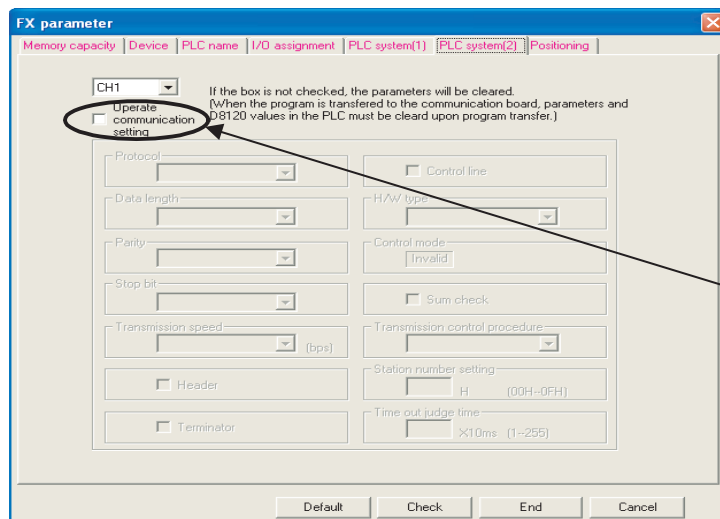 FX parameter
Memory capacity Device PLC name I/O assignment PLC system(1) PLC system(2) Positioning
CH1
If the box is not checked, the parameters will be cleared.
(When the program is transfered to the communication board, parameters and
D8120 values in the PLC must be cleard upon program transfer.)
Operate
communication
setting
Protocol
Control line
Data length
H/W type
Parity
Control mode
Invalid
Stop bit
Sum check
Transmission speed
(bps)
Transmission control procedure
Header
Station number setting
H (00H--0FH)
Terminator
Time out judge time
X10ms (1--255)
Default Check End Cancel